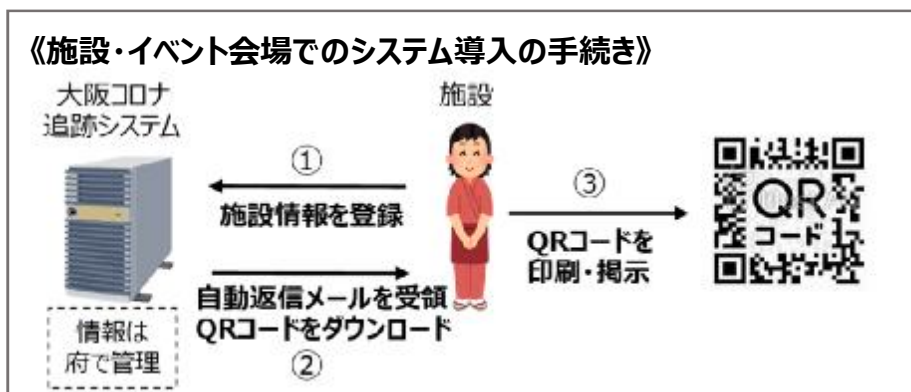 《施設・イベント会場でのシステム導入の手続き》
大阪コロナ
追跡システム
施設
①
施設情報を登録
③
QRコードを
印刷・掲示
QR
コード
自動返信メールを受領
QRコードをダウンロード
②
情報は
府で管理